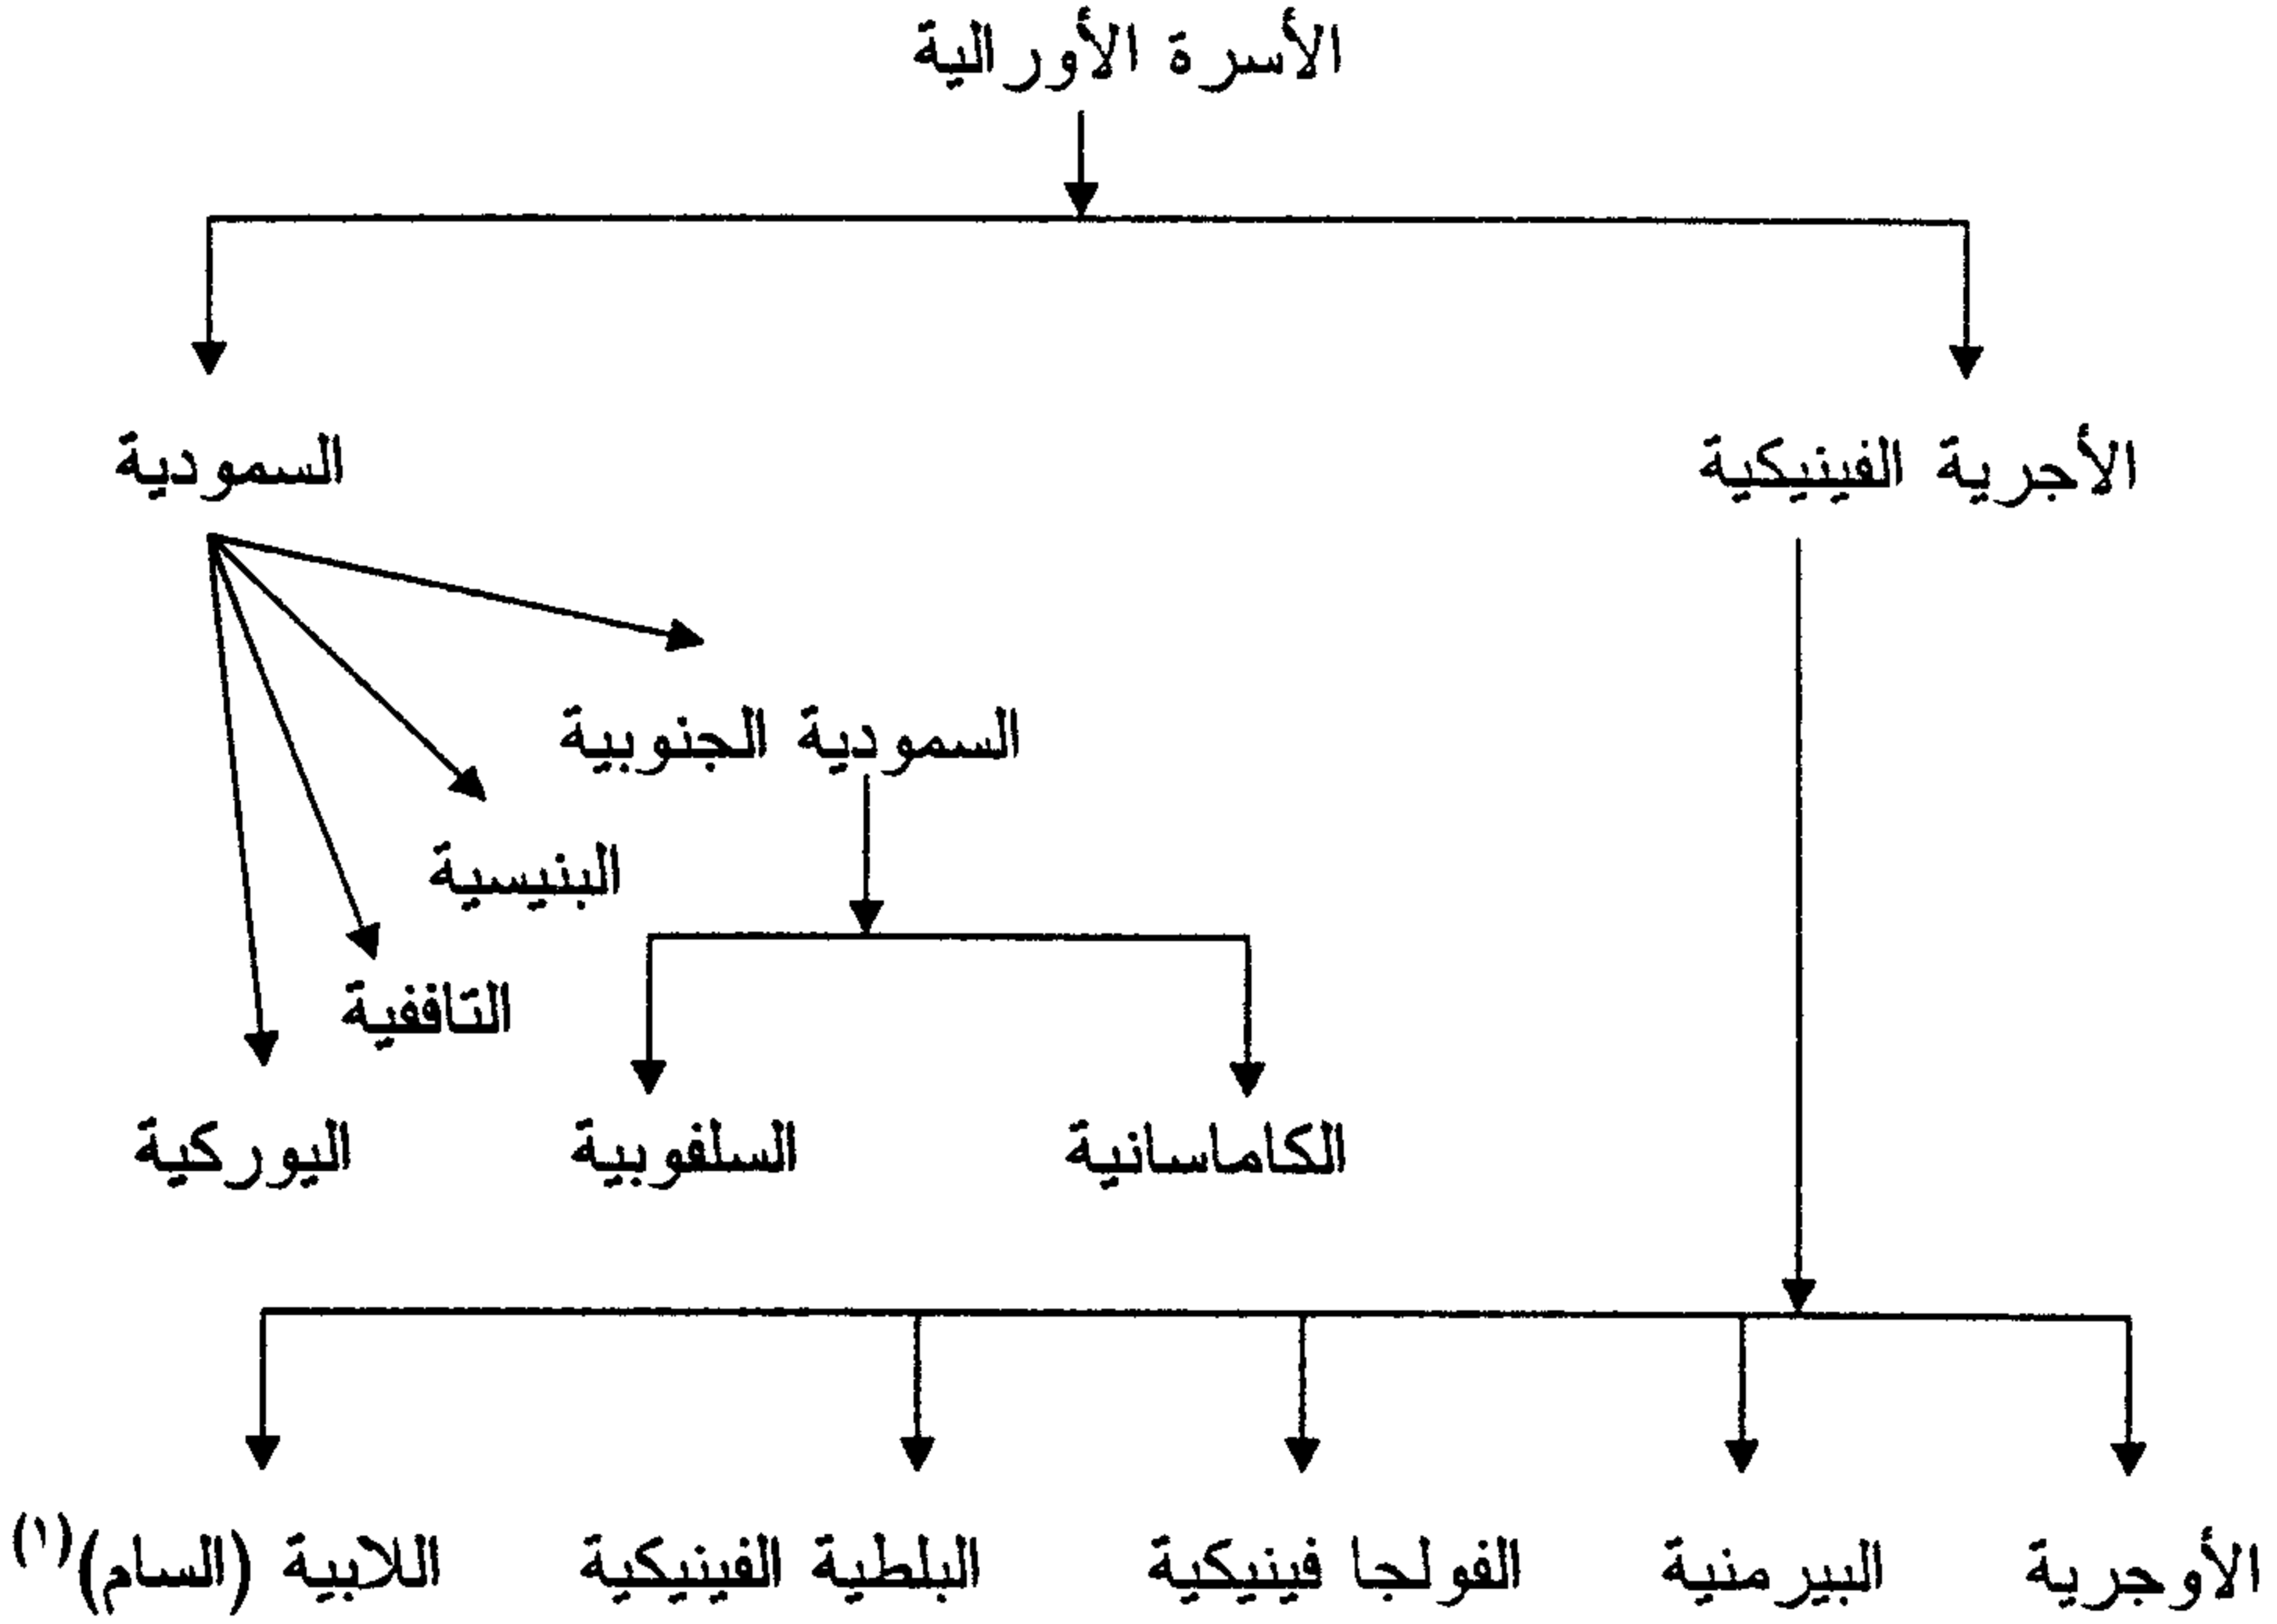 الأسرة الأورالية
الأجرية الفينيكية
السمودية
السمودية الجنوبية
البنيسية
التاففية
الكاماسانية
السلفوبية
اليوركية
الأوجرية
البيرمنية
الفولجا فينيكية
البلطية الفينيكية
اللابية (السام)(١)